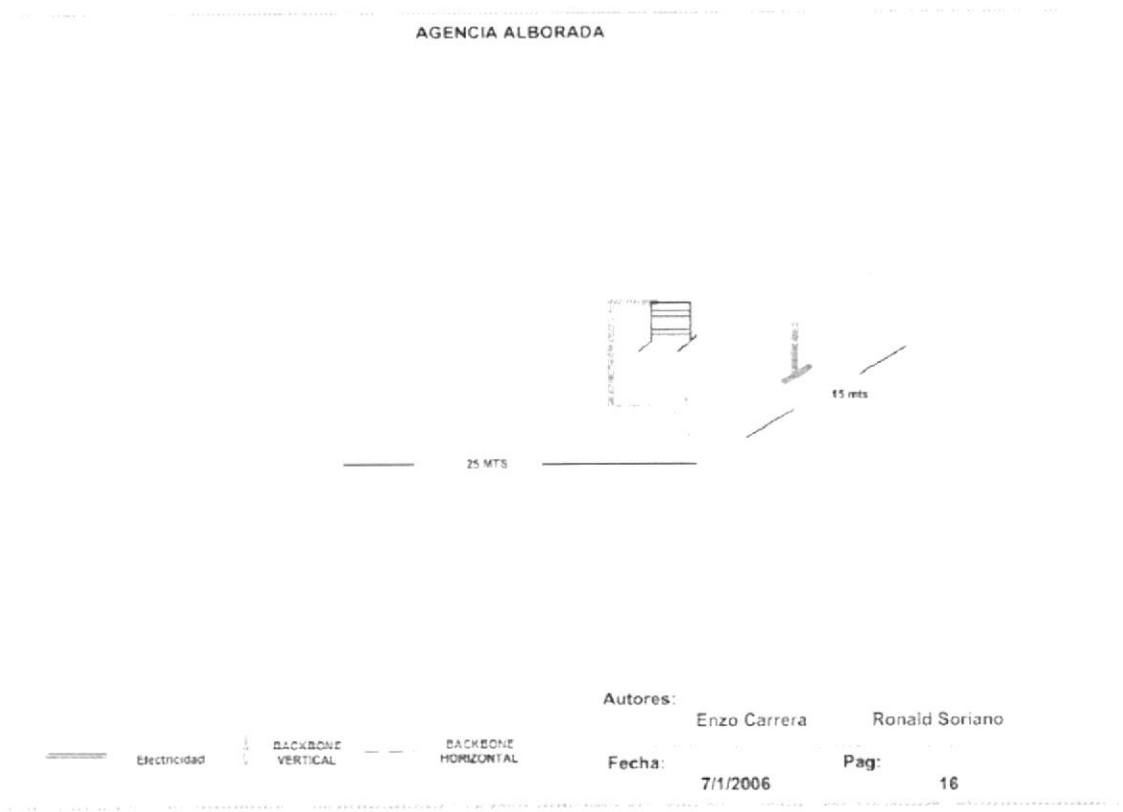 AGENCIA ALBORADA
15 mts
25 MTS
Autores:
Enzo Carrera Ronald Soriano
Electricidad
BACKBONE
VERTICAL
BACKBONE
HORIZONTAL
Fecha: Pag:
7/1/2006 16